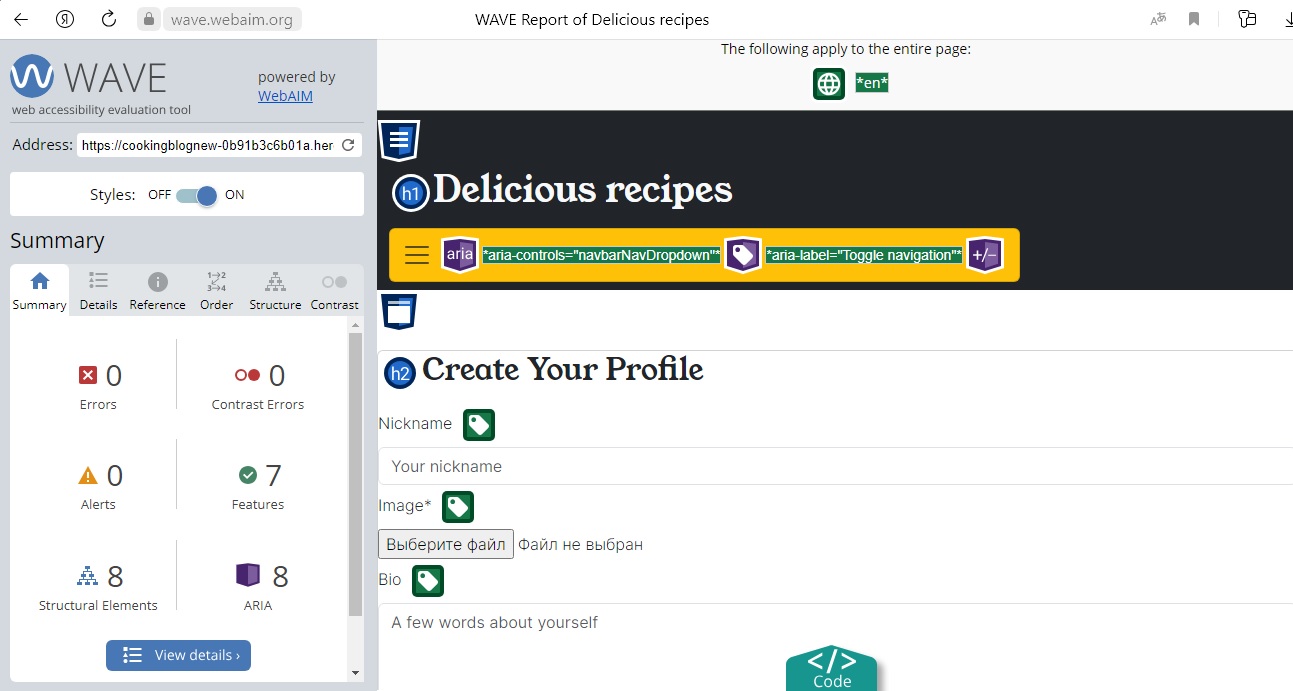 wave.webaim.org
WAVE Report of Delicious recipes
WAVE
web accessibility evaluation tool
powered by
WebAIM
Address: https://cookingblognew-0b91b3c6b01a.her
Styles: OFF ON
Summary
Summary Details Reference Order Structure Contrast
0 0
Errors Contrast Errors
0 7
Alerts Features
8 8
Structural Elements ARIA
View details ›
The following apply to the entire page:
*en*
h1 Delicious recipes
aria *aria-controls="navbarNavDropdown"* *aria-label="Toggle navigation"* +/-
h2 Create Your Profile
Nickname
Your nickname
Image*
Выберите файл Файл не выбран
Bio
A few words about yourself
</>
Code